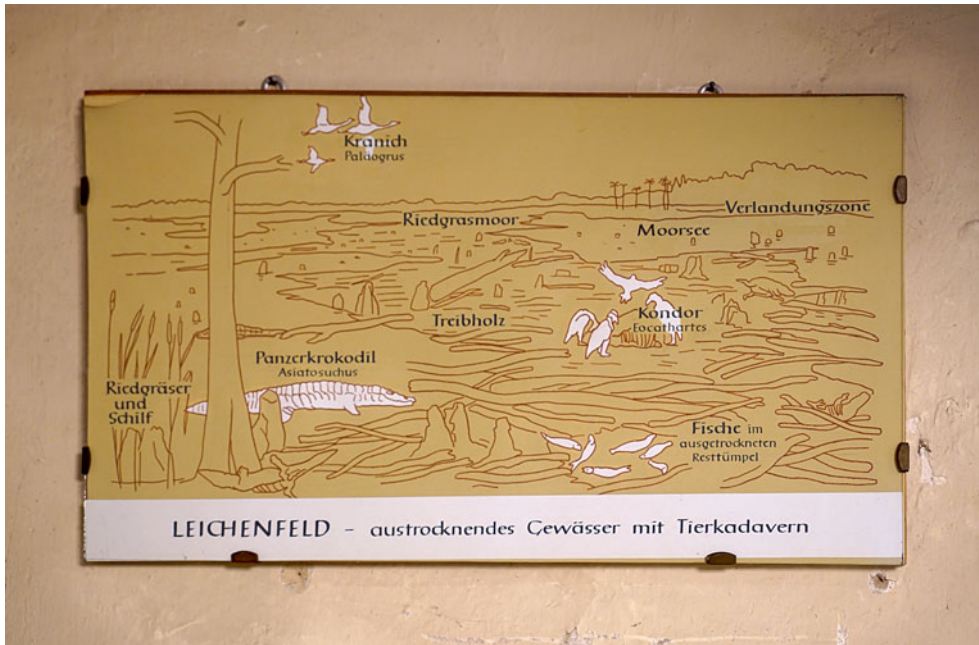 Kranich
Paläogrus
Riedgrasmoor
Verlandungszone
Moorsee
Kondor
Eocathartes
Treibholz
Panzerkrokodil
Asiatosuchus
Riedgräser
und
Schilf
Fische im
ausgetrockneten
Resttümpel
LEICHENFELD – austrocknendes Gewässer mit Tierkadavern